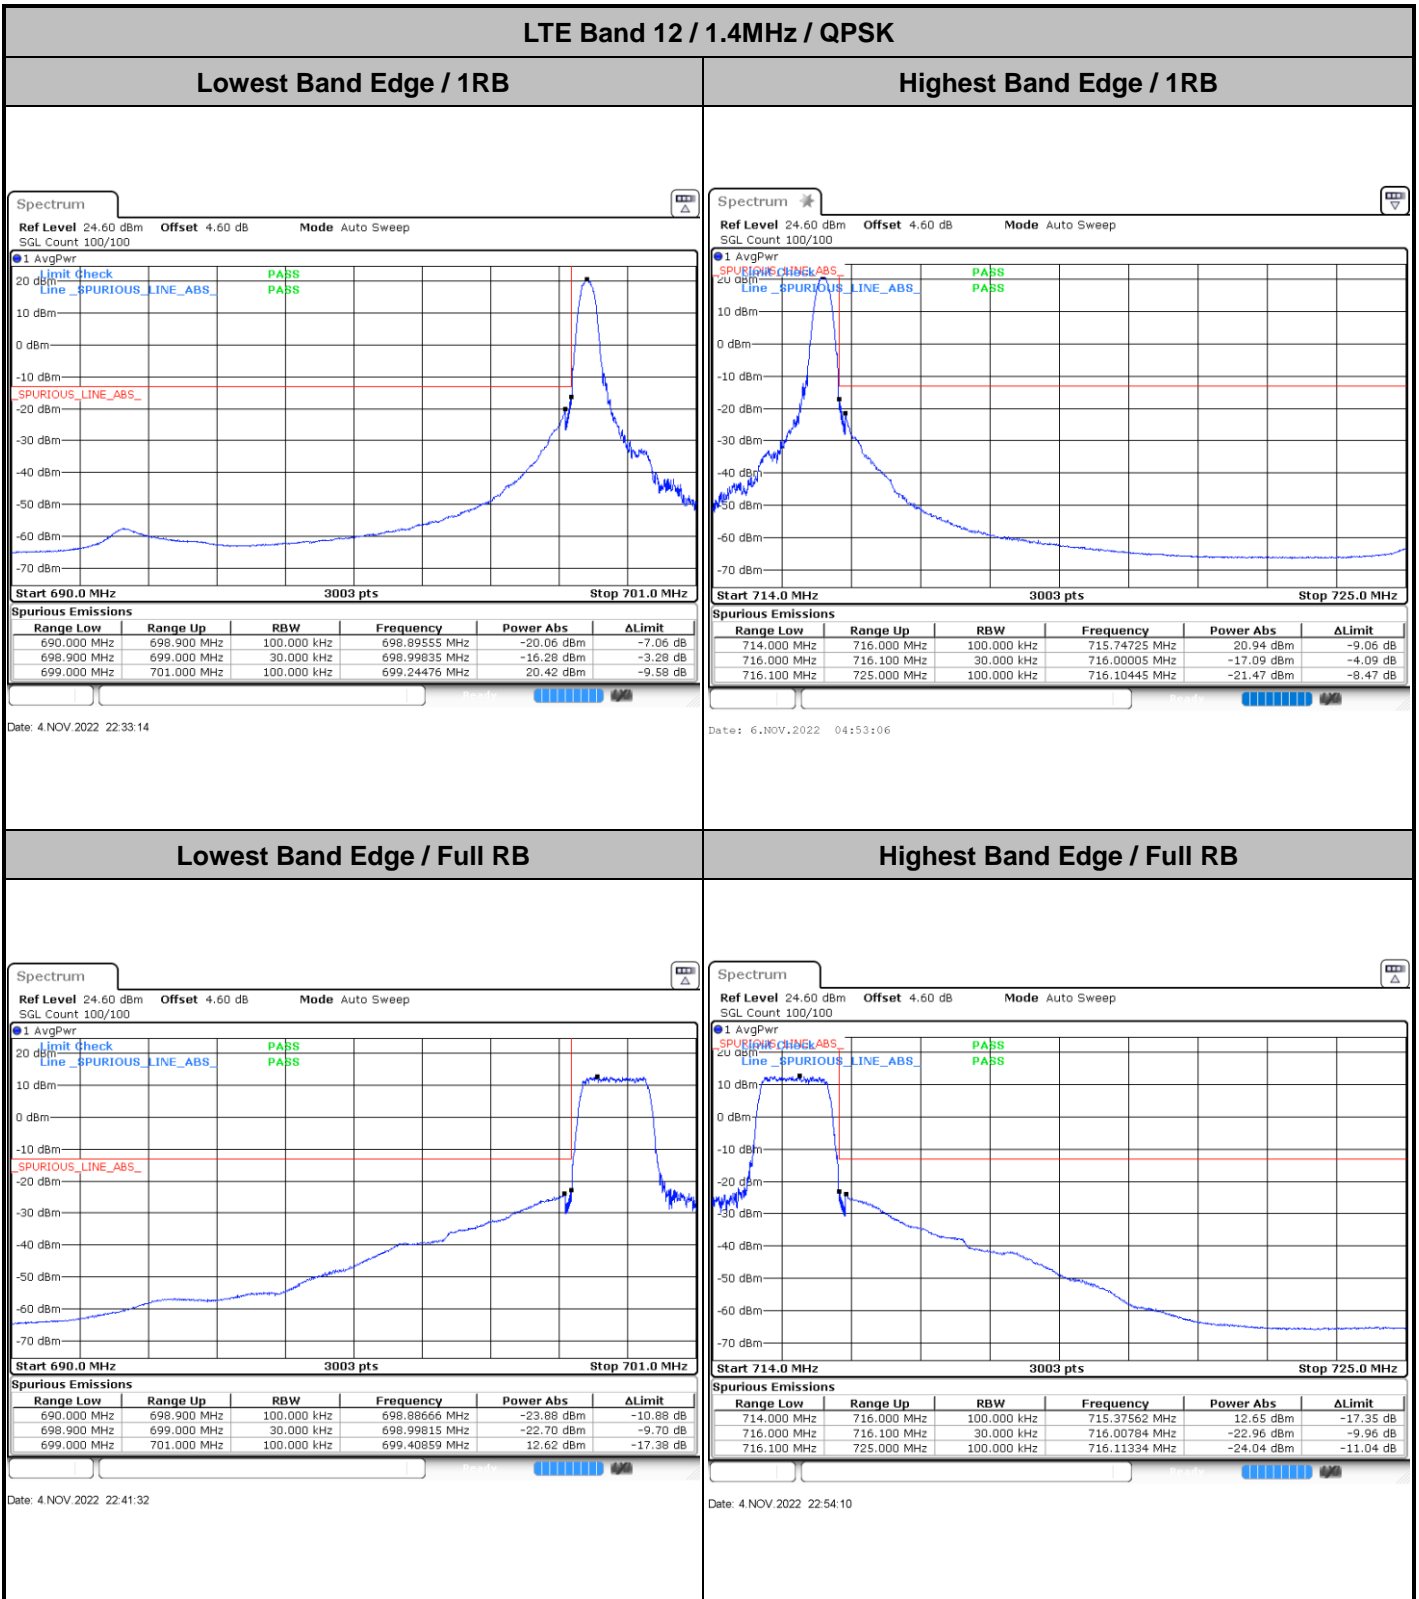 LTE Band 12 / 1.4MHz / QPSK
Lowest Band Edge / 1RB
Highest Band Edge / 1RB
Spectrum
Ref Level 24.60 dBm Offset 4.60 dB Mode Auto Sweep
SGL Count 100/100
1 AvgPwr
Limit Check PASS
20 dBm
Line _SPURIOUS_LINE_ABS_ PASS
10 dBm
0 dBm
-10 dBm
_SPURIOUS_LINE_ABS_
-20 dBm
-30 dBm
-40 dBm
-50 dBm
-60 dBm
-70 dBm
Start 690.0 MHz 3003 pts Stop 701.0 MHz
Spurious Emissions
Range Low Range Up RBW Frequency Power Abs ΔLimit
690.000 MHz 698.900 MHz 100.000 kHz 698.89555 MHz -20.06 dBm -7.06 dB
698.900 MHz 699.000 MHz 30.000 kHz 698.99835 MHz -16.28 dBm -3.28 dB
699.000 MHz 701.000 MHz 100.000 kHz 699.24476 MHz 20.42 dBm -9.58 dB
Ready
Date: 4.NOV.2022 22:33:14
Spectrum
Ref Level 24.60 dBm Offset 4.60 dB Mode Auto Sweep
SGL Count 100/100
1 AvgPwr
_SPURIOUS_LINE_ABS_
Limit Check PASS
20 dBm
Line _SPURIOUS_LINE_ABS_ PASS
10 dBm
0 dBm
-10 dBm
-20 dBm
-30 dBm
-40 dBm
-50 dBm
-60 dBm
-70 dBm
Start 714.0 MHz 3003 pts Stop 725.0 MHz
Spurious Emissions
Range Low Range Up RBW Frequency Power Abs ΔLimit
714.000 MHz 716.000 MHz 100.000 kHz 715.74725 MHz 20.94 dBm -9.06 dB
716.000 MHz 716.100 MHz 30.000 kHz 716.00005 MHz -17.09 dBm -4.09 dB
716.100 MHz 725.000 MHz 100.000 kHz 716.10445 MHz -21.47 dBm -8.47 dB
Ready
Date: 6.NOV.2022 04:53:06
Lowest Band Edge / Full RB
Highest Band Edge / Full RB
Spectrum
Ref Level 24.60 dBm Offset 4.60 dB Mode Auto Sweep
SGL Count 100/100
1 AvgPwr
Limit Check PASS
20 dBm
Line _SPURIOUS_LINE_ABS_ PASS
10 dBm
0 dBm
-10 dBm
_SPURIOUS_LINE_ABS_
-20 dBm
-30 dBm
-40 dBm
-50 dBm
-60 dBm
-70 dBm
Start 690.0 MHz 3003 pts Stop 701.0 MHz
Spurious Emissions
Range Low Range Up RBW Frequency Power Abs ΔLimit
690.000 MHz 698.900 MHz 100.000 kHz 698.88666 MHz -23.88 dBm -10.88 dB
698.900 MHz 699.000 MHz 30.000 kHz 698.99815 MHz -22.70 dBm -9.70 dB
699.000 MHz 701.000 MHz 100.000 kHz 699.40859 MHz 12.62 dBm -17.38 dB
Ready
Date: 4.NOV.2022 22:41:32
Spectrum
Ref Level 24.60 dBm Offset 4.60 dB Mode Auto Sweep
SGL Count 100/100
1 AvgPwr
_SPURIOUS_LINE_ABS_
Limit Check PASS
20 dBm
Line _SPURIOUS_LINE_ABS_ PASS
10 dBm
0 dBm
-10 dBm
-20 dBm
-30 dBm
-40 dBm
-50 dBm
-60 dBm
-70 dBm
Start 714.0 MHz 3003 pts Stop 725.0 MHz
Spurious Emissions
Range Low Range Up RBW Frequency Power Abs ΔLimit
714.000 MHz 716.000 MHz 100.000 kHz 715.37562 MHz 12.65 dBm -17.35 dB
716.000 MHz 716.100 MHz 30.000 kHz 716.00784 MHz -22.96 dBm -9.96 dB
716.100 MHz 725.000 MHz 100.000 kHz 716.11334 MHz -24.04 dBm -11.04 dB
Ready
Date: 4.NOV.2022 22:54:10